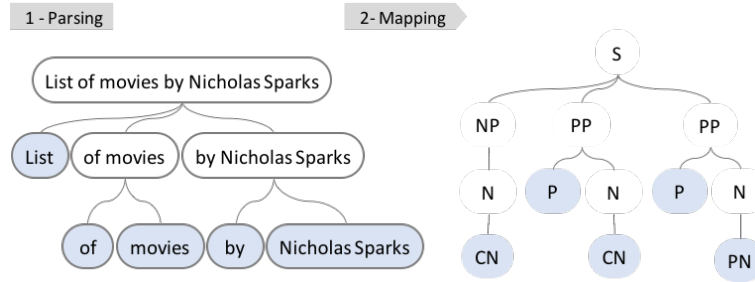 1 - Parsing
2- Mapping
List of movies by Nicholas Sparks
List of movies by Nicholas Sparks
of movies by Nicholas Sparks
S
NP PP PP
N P N P N
CN CN PN